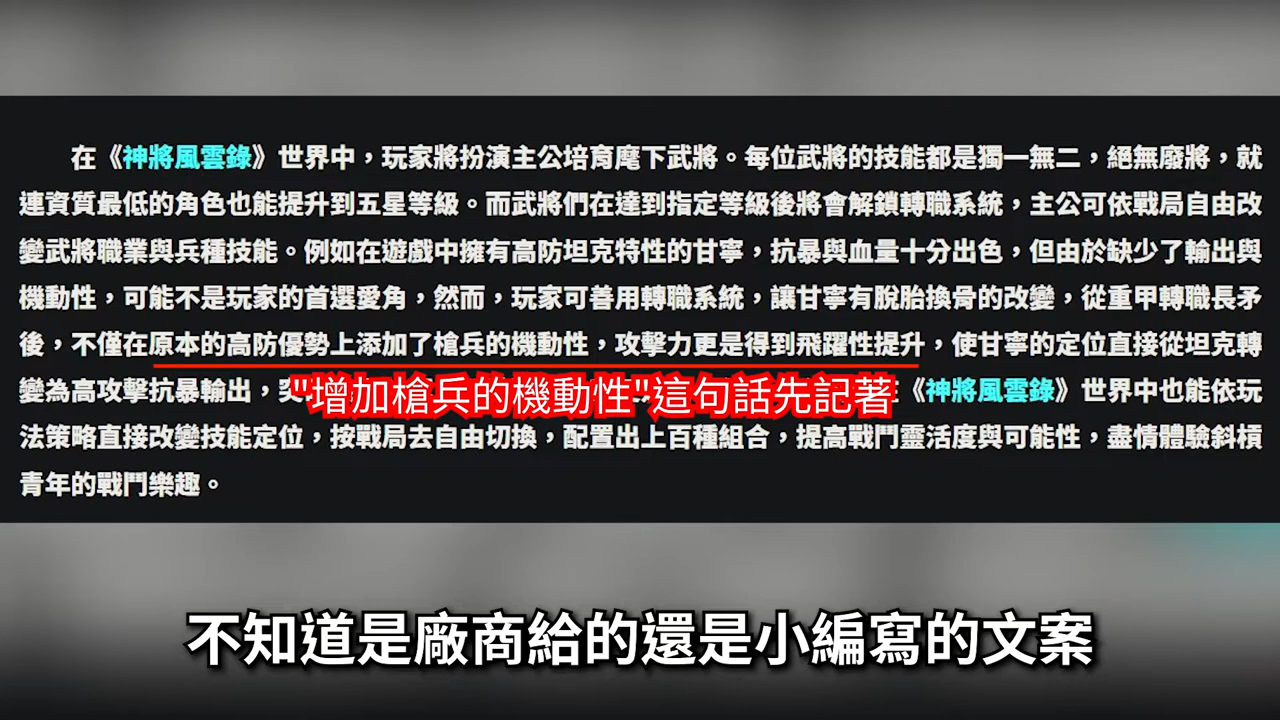 在《神將風雲錄》世界中，玩家將扮演主公培育麾下武將。每位武將的技能都是獨一無二，絕無廢將，就
連資質最低的角色也能提升到五星等級。而武將們在達到指定等級後將會解鎖轉職系統，主公可依戰局自由改
變武將職業與兵種技能。例如在遊戲中擁有高防坦克特性的甘寧，抗暴與血量十分出色，但由於缺少了輸出與
機動性，可能不是玩家的首選愛角，然而，玩家可善用轉職系統，讓甘寧有脫胎換骨的改變，從重甲轉職長矛
後，不僅在原本的高防優勢上添加了槍兵的機動性，攻擊力更是得到飛躍性提升，使甘寧的定位直接從坦克轉
變為高攻擊抗暴輸出，突 在《神將風雲錄》世界中也能依玩
"增加槍兵的機動性"這句話先記著
法策略直接改變技能定位，按戰局去自由切換，配置出上百種組合，提高戰鬥靈活度與可能性，盡情體驗斜槓
青年的戰鬥樂趣。
不知道是廠商給的還是小編寫的文案